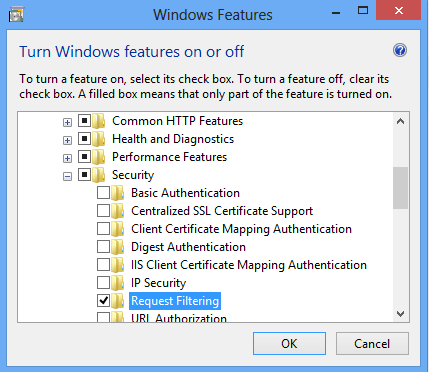 Windows Features
Turn Windows features on or off
To turn a feature on, select its check box. To turn a feature off, clear its
check box. A filled box means that only part of the feature is turned on.
Common HTTP Features
Health and Diagnostics
Performance Features
Security
Basic Authentication
Centralized SSL Certificate Support
Client Certificate Mapping Authentication
Digest Authentication
IIS Client Certificate Mapping Authentication
IP Security
Request Filtering
URL Authorization
OK
Cancel